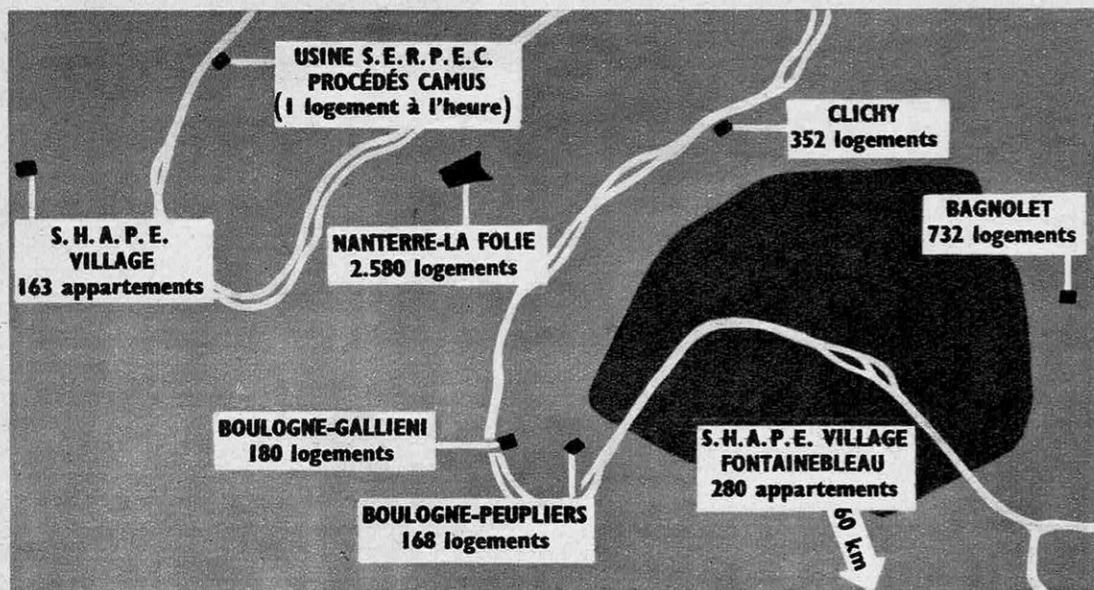 USINE S.E.R.P.E.C.
PROCÉDÉS CAMUS
(1 logement à l'heure)
CLICHY
352 logements
BAGNOLET
732 logements
S.H.A.P.E.
VILLAGE
163 appartements
NANTERRE-LA FOLIE
2.580 logements
BOULOGNE-GALLIENI
180 logements
S.H.A.P.E. VILLAGE
FONTAINEBLEAU
280 appartements
BOULOGNE-PEUPLIERS
168 logements
60 km